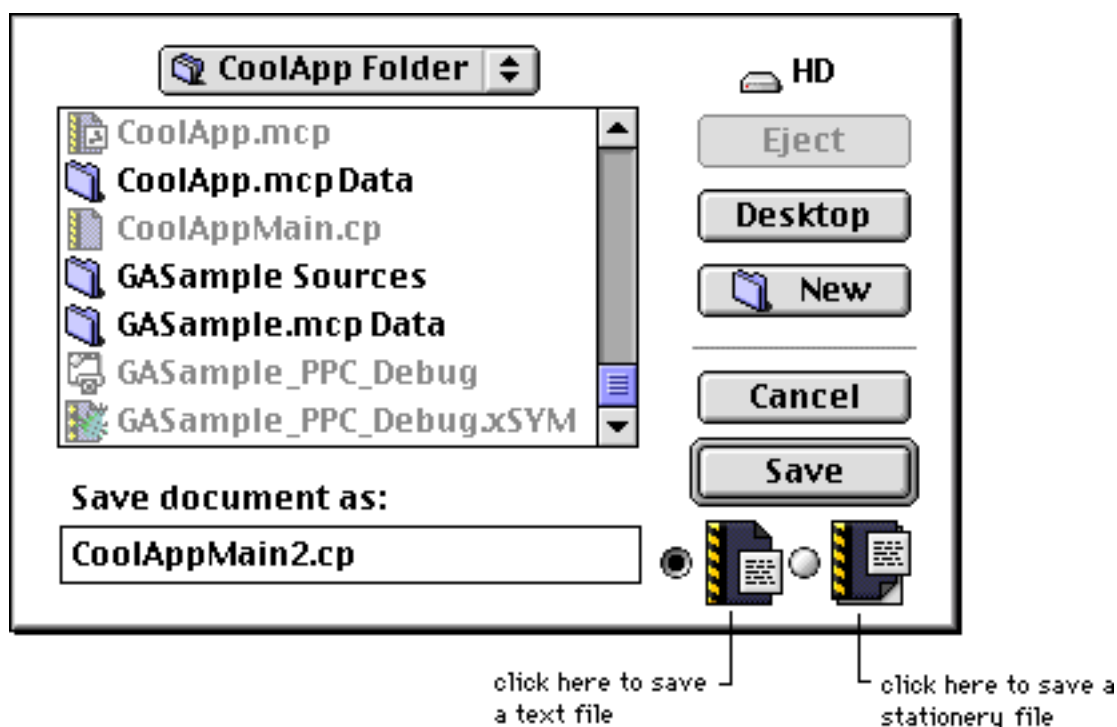 CoolApp Folder
HD
CoolApp.mcp
CoolApp.mcp Data
CoolAppMain.cp
GASample Sources
GASample.mcp Data
GASample_PPC_Debug
GASample_PPC_Debug.xSYM
Eject
Desktop
New
Cancel
Save
Save document as:
CoolAppMain2.cp
click here to save
a text file
click here to save a
stationery file